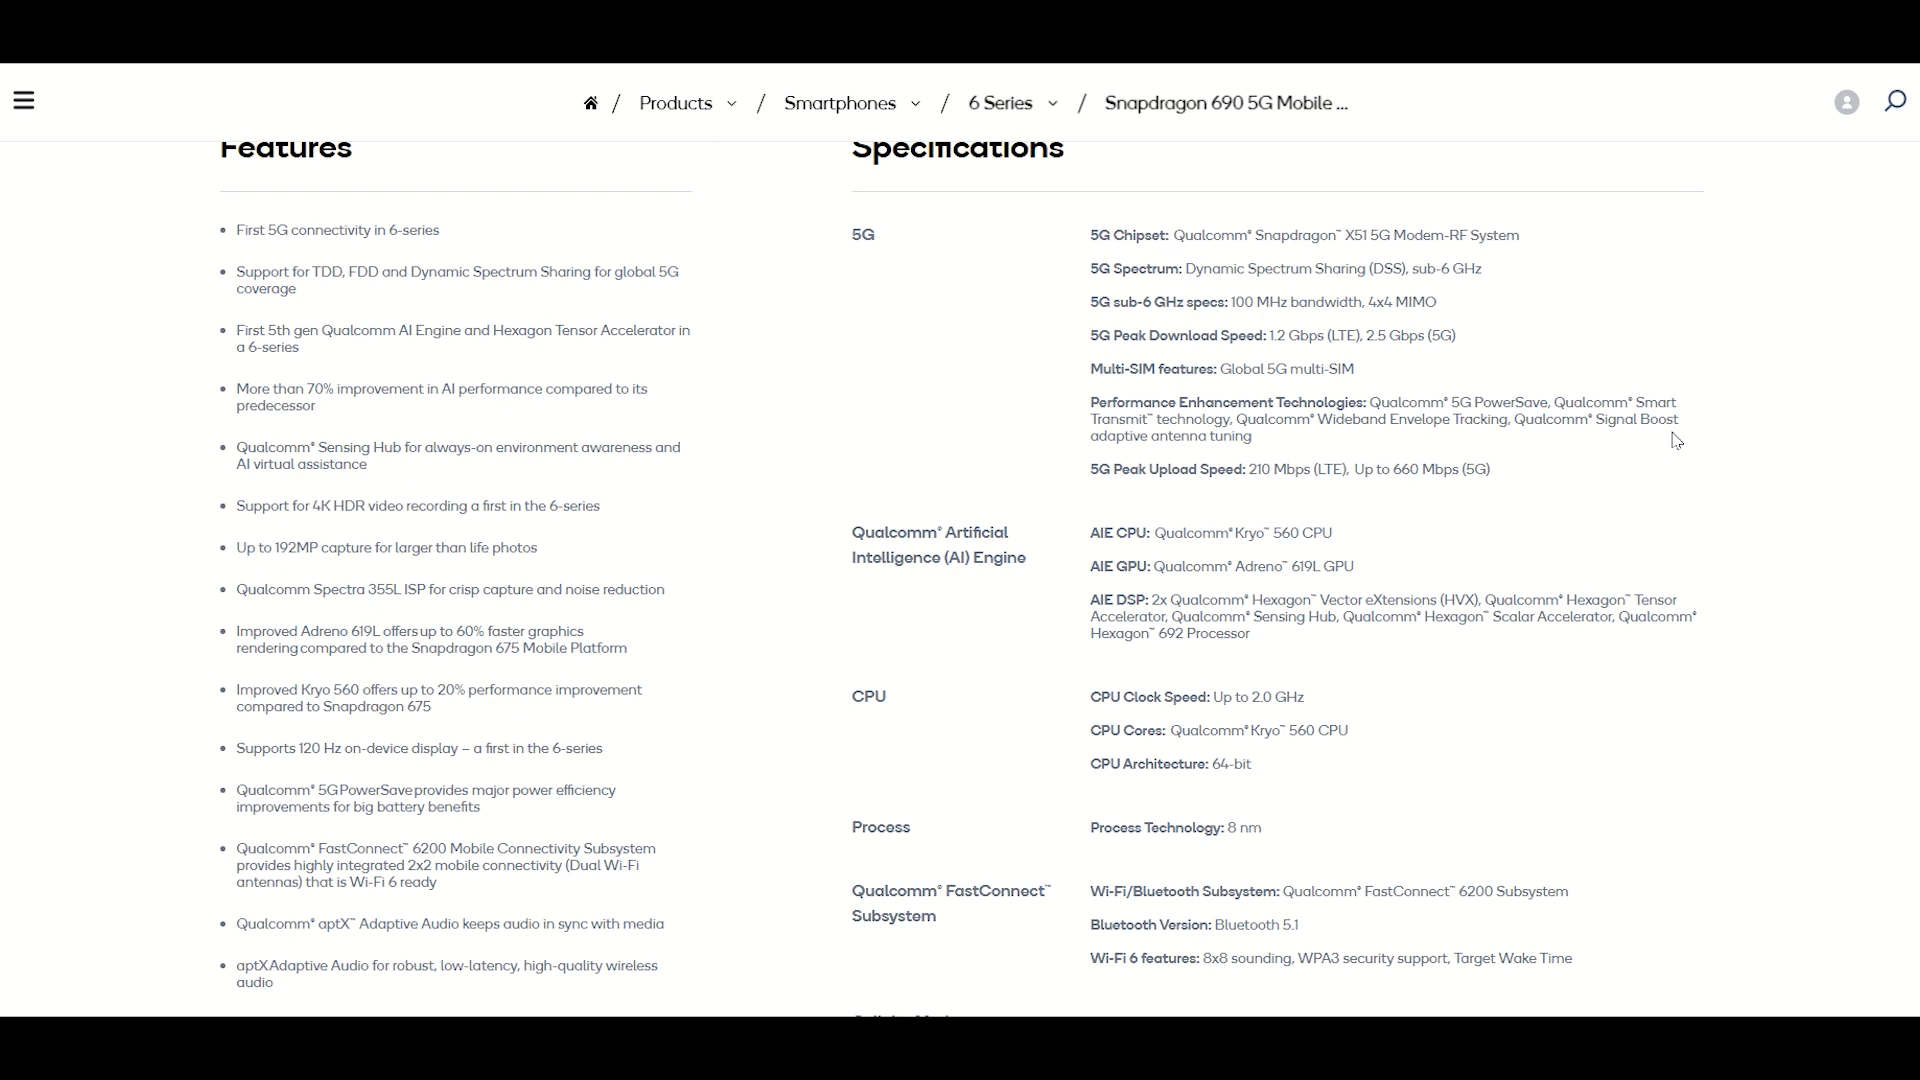 Products
Smartphones
6 Series
Snapdragon 690 5G Mobile ...
Features
First 5G connectivity in 6-series
Support for TDD, FDD and Dynamic Spectrum Sharing for global 5G
coverage
First 5th gen Qualcomm AI Engine and Hexagon Tensor Accelerator in
a 6-series
More than 70% improvement in AI performance compared to its
predecessor
Qualcomm® Sensing Hub for always-on environment awareness and
AI virtual assistance
Support for 4K HDR video recording a first in the 6-series
Up to 192MP capture for larger than life photos
Qualcomm Spectra 355L ISP for crisp capture and noise reduction
Improved Adreno 619L offers up to 60% faster graphics
rendering compared to the Snapdragon 675 Mobile Platform
Improved Kryo 560 offers up to 20% performance improvement
compared to Snapdragon 675
Supports 120 Hz on-device display – a first in the 6-series
Qualcomm® 5G PowerSave provides major power efficiency
improvements for big battery benefits
Qualcomm® FastConnect™ 6200 Mobile Connectivity Subsystem
provides highly integrated 2x2 mobile connectivity (Dual Wi-Fi
antennas) that is Wi-Fi 6 ready
Qualcomm® aptX™ Adaptive Audio keeps audio in sync with media
aptX Adaptive Audio for robust, low-latency, high-quality wireless
audio
Specifications
5G
5G Chipset: Qualcomm® Snapdragon™ X51 5G Modem-RF System
5G Spectrum: Dynamic Spectrum Sharing (DSS), sub-6 GHz
5G sub-6 GHz specs: 100 MHz bandwidth, 4x4 MIMO
5G Peak Download Speed: 1.2 Gbps (LTE), 2.5 Gbps (5G)
Multi-SIM features: Global 5G multi-SIM
Performance Enhancement Technologies: Qualcomm® 5G PowerSave, Qualcomm® Smart
Transmit™ technology, Qualcomm® Wideband Envelope Tracking, Qualcomm® Signal Boost
adaptive antenna tuning
5G Peak Upload Speed: 210 Mbps (LTE), Up to 660 Mbps (5G)
Qualcomm® Artificial
Intelligence (AI) Engine
AIE CPU: Qualcomm® Kryo™ 560 CPU
AIE GPU: Qualcomm® Adreno™ 619L GPU
AIE DSP: 2x Qualcomm® Hexagon™ Vector eXtensions (HVX), Qualcomm® Hexagon™ Tensor
Accelerator, Qualcomm® Sensing Hub, Qualcomm® Hexagon™ Scalar Accelerator, Qualcomm®
Hexagon™ 692 Processor
CPU
CPU Clock Speed: Up to 2.0 GHz
CPU Cores: Qualcomm® Kryo™ 560 CPU
CPU Architecture: 64-bit
Process
Process Technology: 8 nm
Qualcomm® FastConnect™
Subsystem
Wi-Fi/Bluetooth Subsystem: Qualcomm® FastConnect™ 6200 Subsystem
Bluetooth Version: Bluetooth 5.1
Wi-Fi 6 features: 8x8 sounding, WPA3 security support, Target Wake Time